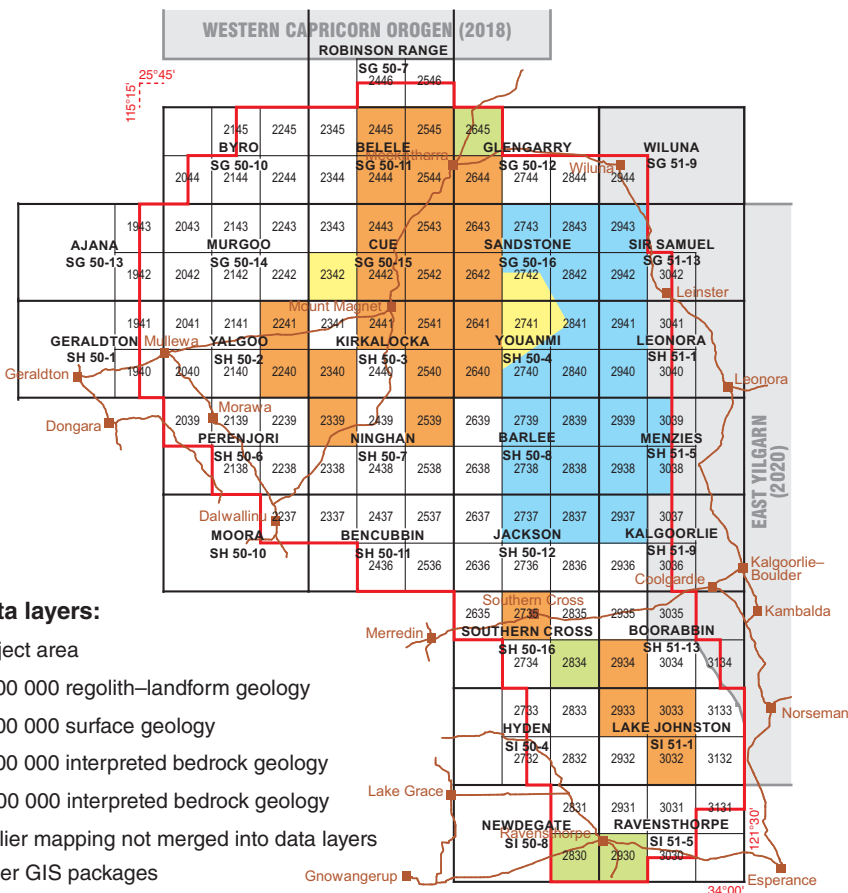 WESTERN CAPRICORN OROGEN (2018)
ROBINSON RANGE
SG 50-7
25°45'
115°15'
2446 2546
2145 2245 2345 2445 2545 2645
BYRO BELELE GLENGARRY WILUNA
SG 50-10 SG 50-11 SG 50-12 SG 51-9
Meekatharra
Wiluna
2044 2144 2244 2344 2444 2544 2644 2744 2844 2944
1943 2043 2143 2243 2343 2443 2543 2643 2743 2843 2943
AJANA MURGOO CUE SANDSTONE SIR SAMUEL
SG 50-13 SG 50-14 SG 50-15 SG 50-16 SG 51-13
1942 2042 2142 2242 2342 2442 2542 2642 2742 2842 2942 3042
Leinster
Mount Magnet
1941 2041 2141 2241 2341 2441 2541 2641 2741 2841 2941 3041
GERALDTON Mullewa YALGOO KIRKALOCKA YOUANMI LEONORA
SH 50-1 SH 50-2 SH 50-3 SH 50-4 SH 51-1
Geraldton
1940 2040 2140 2240 2340 2440 2540 2640 2740 2840 2940 3040
Leonora
Morawa
Dongara
2039 2139 2239 2339 2439 2539 2639 2739 2839 2939 3039
PERENJORI NINGHAN BARLEE MENZIES
SH 50-6 SH 50-7 SH 50-8 SH 51-5
2138 2238 2338 2438 2538 2638 2738 2838 2938 3038
EAST YILGARN
(2020)
Dalwallinu
2237 2337 2437 2537 2637 2737 2837 2937 3037
MOORA BENCUBBIN JACKSON KALGOORLIE
SH 50-10 SH 50-11 SH 50-12 SH 51-9
2436 2536 2636 2736 2836 2936 3036
Kalgoorlie–
Boulder
Coolgardie
Kambalda
Southern Cross
2635 2735 2835 2935 3035
Merredin
SOUTHERN CROSS BOORABBIN
SH 50-16 SH 51-13
2734 2834 2934 3034 3134
ta layers:
ject area
00 000 regolith–landform geology
00 000 surface geology
00 000 interpreted bedrock geology
00 000 interpreted bedrock geology
lier mapping not merged into data layers
er GIS packages
2733 2833 2933 3033 3133
Norseman
HYDEN LAKE JOHNSTON
SI 50-4 SI 51-1
2732 2832 2932 3032 3132
Lake Grace
2831 2931 3031 3131
NEWDEGATE RAVENSTHORPE
SI 50-8 SI 51-5
Ravensthorpe
2830 2930 3030
Gnowangerup
Esperance
121°30'
34°00'